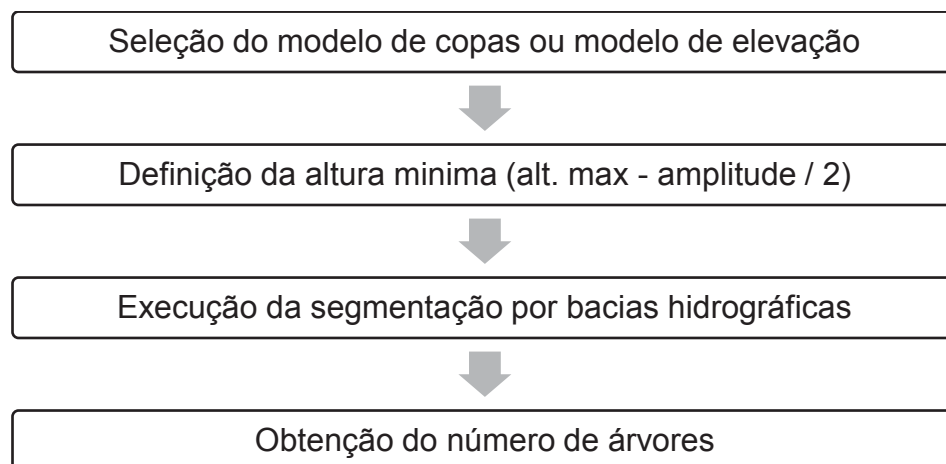 Seleção do modelo de copas ou modelo de elevação
Definição da altura minima (alt. max - amplitude / 2)
Execução da segmentação por bacias hidrográficas
Obtenção do número de árvores